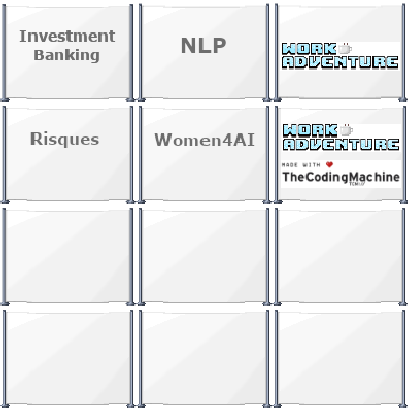 Investment
Banking
NLP
WORK
ADVENTURE
Risques
Women4AI
WORK
ADVENTURE
MADE WITH
TheCodingMachine